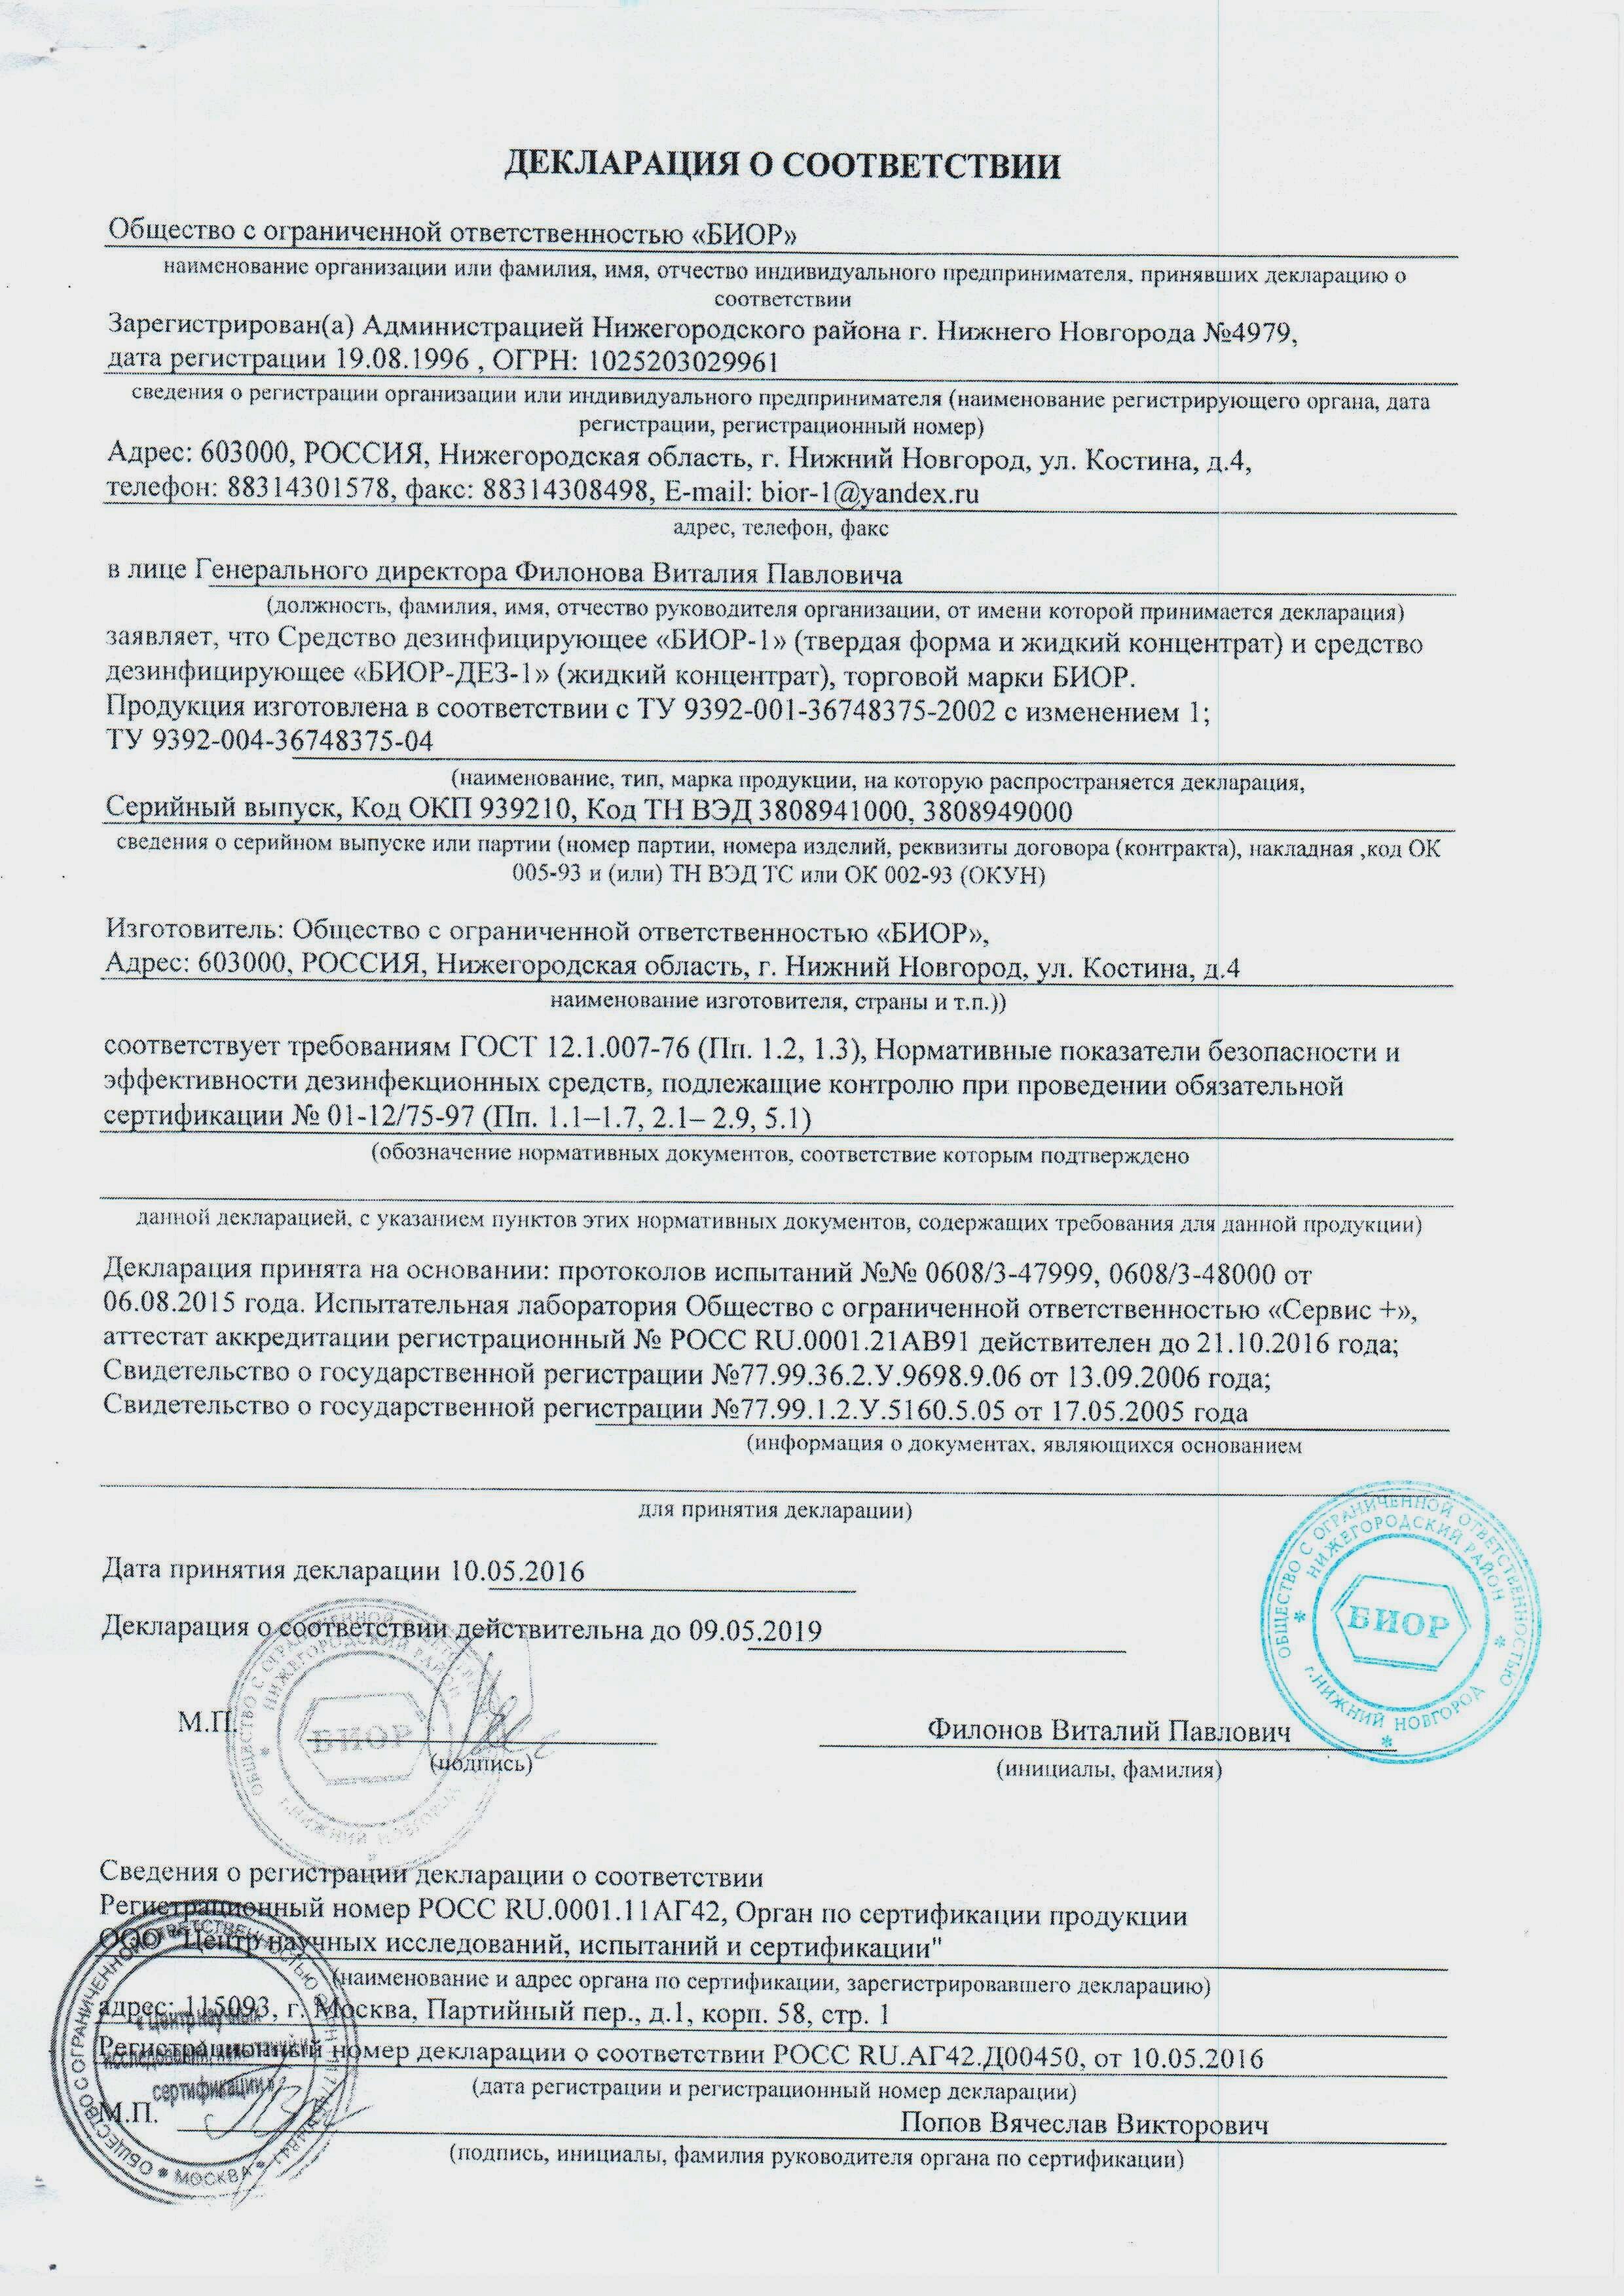 ДЕКЛАРАЦИЯ О СООТВЕТСТВИИ
Общество с ограниченной ответственностью «БИОР»
наименование организации или фамилия, имя, отчество индивидуального предпринимателя, принявших декларацию о
соответствии
Зарегистрирован(а) Администрацией Нижегородского района г. Нижнего Новгорода №4979,
дата регистрации 19.08.1996 , ОГРН: 1025203029961
сведения о регистрации организации или индивидуального предпринимателя (наименование регистрирующего органа, дата
регистрации, регистрационный номер)
Адрес: 603000, РОССИЯ, Нижегородская область, г. Нижний Новгород, ул. Костина, д.4,
телефон: 88314301578, факс: 88314308498, E-mail: bior-1@yandex.ru
адрес, телефон, факс
в лице Генерального директора Филонова Виталия Павловича
(должность, фамилия, имя, отчество руководителя организации, от имени которой принимается декларация)
заявляет, что Средство дезинфицирующее «БИОР-1» (твердая форма и жидкий концентрат) и средство
дезинфицирующее «БИОР-ДЕЗ-1» (жидкий концентрат), торговой марки БИОР.
Продукция изготовлена в соответствии с ТУ 9392-001-36748375-2002 с изменением 1;
ТУ 9392-004-36748375-04
(наименование, тип, марка продукции, на которую распространяется декларация,
Серийный выпуск, Код ОКП 939210, Код ТН ВЭД 3808941000, 3808949000
сведения о серийном выпуске или партии (номер партии, номера изделий, реквизиты договора (контракта), накладная ,код ОК
005-93 и (или) ТН ВЭД ТС или ОК 002-93 (ОКУН)
Изготовитель: Общество с ограниченной ответственностью «БИОР»,
Адрес: 603000, РОССИЯ, Нижегородская область, г. Нижний Новгород, ул. Костина, д.4
наименование изготовителя, страны и т.п.))
соответствует требованиям ГОСТ 12.1.007-76 (Пп. 1.2, 1.3), Нормативные показатели безопасности и
эффективности дезинфекционных средств, подлежащие контролю при проведении обязательной
сертификации № 01-12/75-97 (Пп. 1.1–1.7, 2.1– 2.9, 5.1)
(обозначение нормативных документов, соответствие которым подтверждено
данной декларацией, с указанием пунктов этих нормативных документов, содержащих требования для данной продукции)
Декларация принята на основании: протоколов испытаний №№ 0608/3-47999, 0608/3-48000 от
06.08.2015 года. Испытательная лаборатория Общество с ограниченной ответственностью «Сервис +»,
аттестат аккредитации регистрационный № РОСС RU.0001.21АВ91 действителен до 21.10.2016 года;
Свидетельство о государственной регистрации №77.99.36.2.У.9698.9.06 от 13.09.2006 года;
Свидетельство о государственной регистрации №77.99.1.2.У.5160.5.05 от 17.05.2005 года
(информация о документах, являющихся основанием
для принятия декларации)
ОБЩЕСТВО С ОГРАНИЧЕННОЙ ОТВЕТСТВЕННОСТЬЮ
НИЖЕГОРОДСКИЙ РАЙОН
БИОР
г.НИЖНИЙ НОВГОРОД
Дата принятия декларации 10.05.2016
Декларация о соответствии действительна до 09.05.2019
ОБЩЕСТВО С ОГРАНИЧЕННОЙ
НИЖЕГОРОДСКИЙ РАЙОН
БИОР
г.НИЖНИЙ НОВГОРОД
М.П.
Филонов Виталий Павлович
(подпись)
(инициалы, фамилия)
Сведения о регистрации декларации о соответствии
Регистрационный номер РОСС RU.0001.11АГ42, Орган по сертификации продукции
ООО "Центр научных исследований, испытаний и сертификации"
(наименование и адрес органа по сертификации, зарегистрировавшего декларацию)
адрес: 115093, г. Москва, Партийный пер., д.1, корп. 58, стр. 1
Регистрационный номер декларации о соответствии РОСС RU.АГ42.Д00450, от 10.05.2016
(дата регистрации и регистрационный номер декларации)
М.П.
Попов Вячеслав Викторович
(подпись, инициалы, фамилия руководителя органа по сертификации)
ОБЩЕСТВО С ОГРАНИЧЕННОЙ ОТВЕТСТВЕННОСТЬЮ
«Центр научных
исследований, испытаний и
сертификации»
МОСКВА